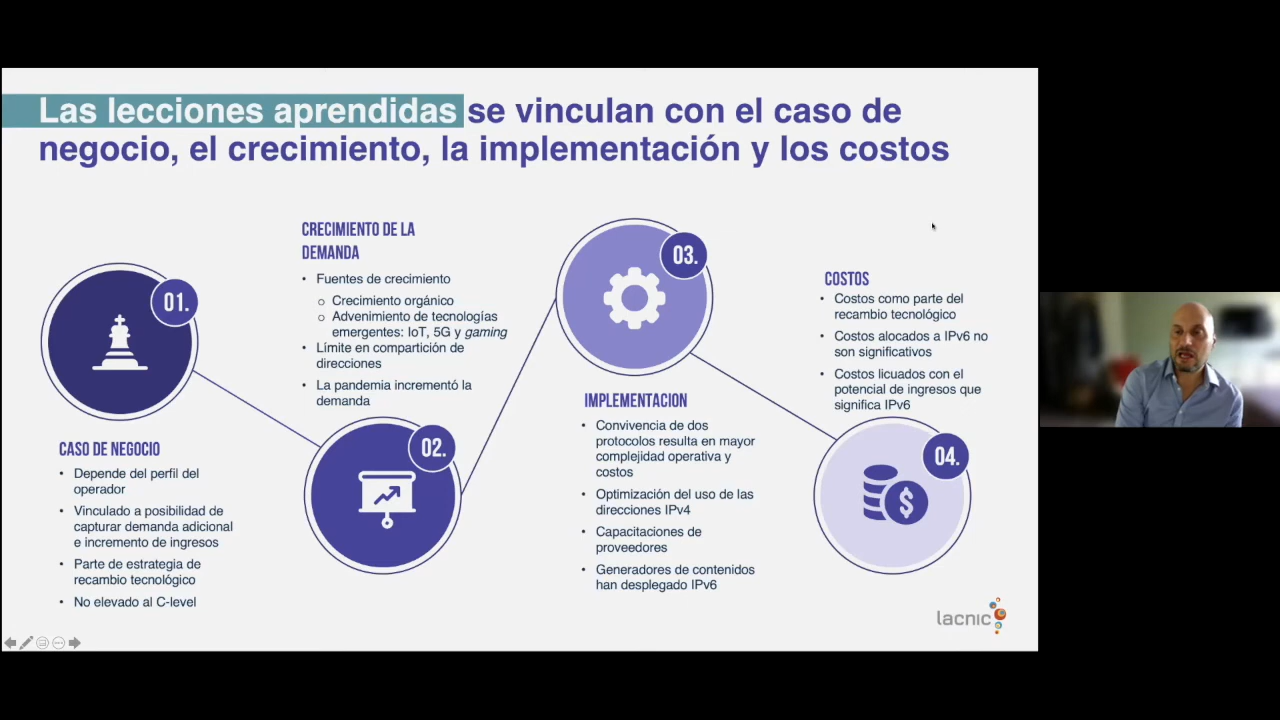 Las lecciones aprendidas se vinculan con el caso de
negocio, el crecimiento, la implementación y los costos
01.
CASO DE NEGOCIO
• Depende del perfil del
operador
• Vinculado a posibilidad de
capturar demanda adicional
e incremento de ingresos
• Parte de estrategia de
recambio tecnológico
• No elevado al C-level
CRECIMIENTO DE LA
DEMANDA
• Fuentes de crecimiento
o Crecimiento orgánico
o Advenimiento de tecnologías
emergentes: IoT, 5G y gaming
• Límite en compartición de
direcciones
• La pandemia incrementó la
demanda
02.
03.
IMPLEMENTACION
• Convivencia de dos
protocolos resulta en mayor
complejidad operativa y
costos
• Optimización del uso de las
direcciones IPv4
• Capacitaciones de
proveedores
• Generadores de contenidos
han desplegado IPv6
COSTOS
• Costos como parte del
recambio tecnológico
• Costos alocados a IPv6 no
son significativos
• Costos licuados con el
potencial de ingresos que
significa IPv6
04.
$
lacnic